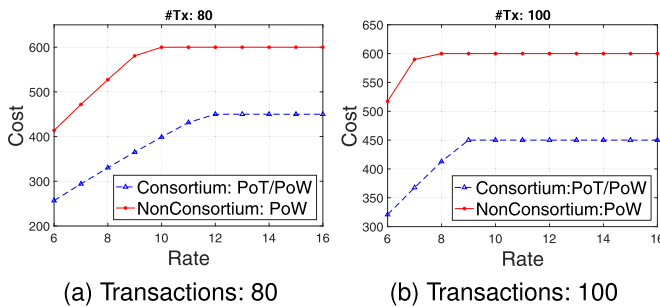 #Tx: 80
600
500
400
300
200
Cost
6 8 10 12 14 16
Rate
Consortium: PoT/PoW
NonConsortium: PoW
(a) Transactions: 80
#Tx: 100
650
600
550
500
450
400
350
300
Cost
6 8 10 12 14 16
Rate
Consortium:PoT/PoW
NonConsortium:PoW
(b) Transactions: 100